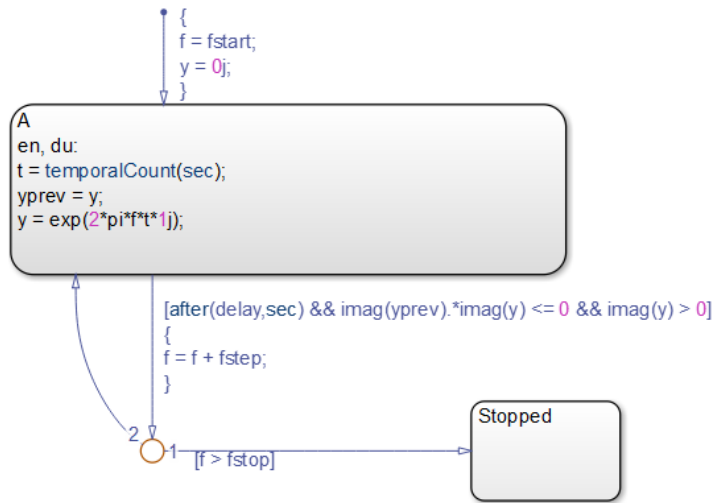 {
f = fstart;
y = 0j;
}
A
en, du:
t = temporalCount(sec);
yprev = y;
y = exp(2*pi*f*t*1j);
[after(delay,sec) && imag(yprev).*imag(y) <= 0 && imag(y) > 0]
{
f = f + fstep;
}
Stopped
2
1
[f > fstop]